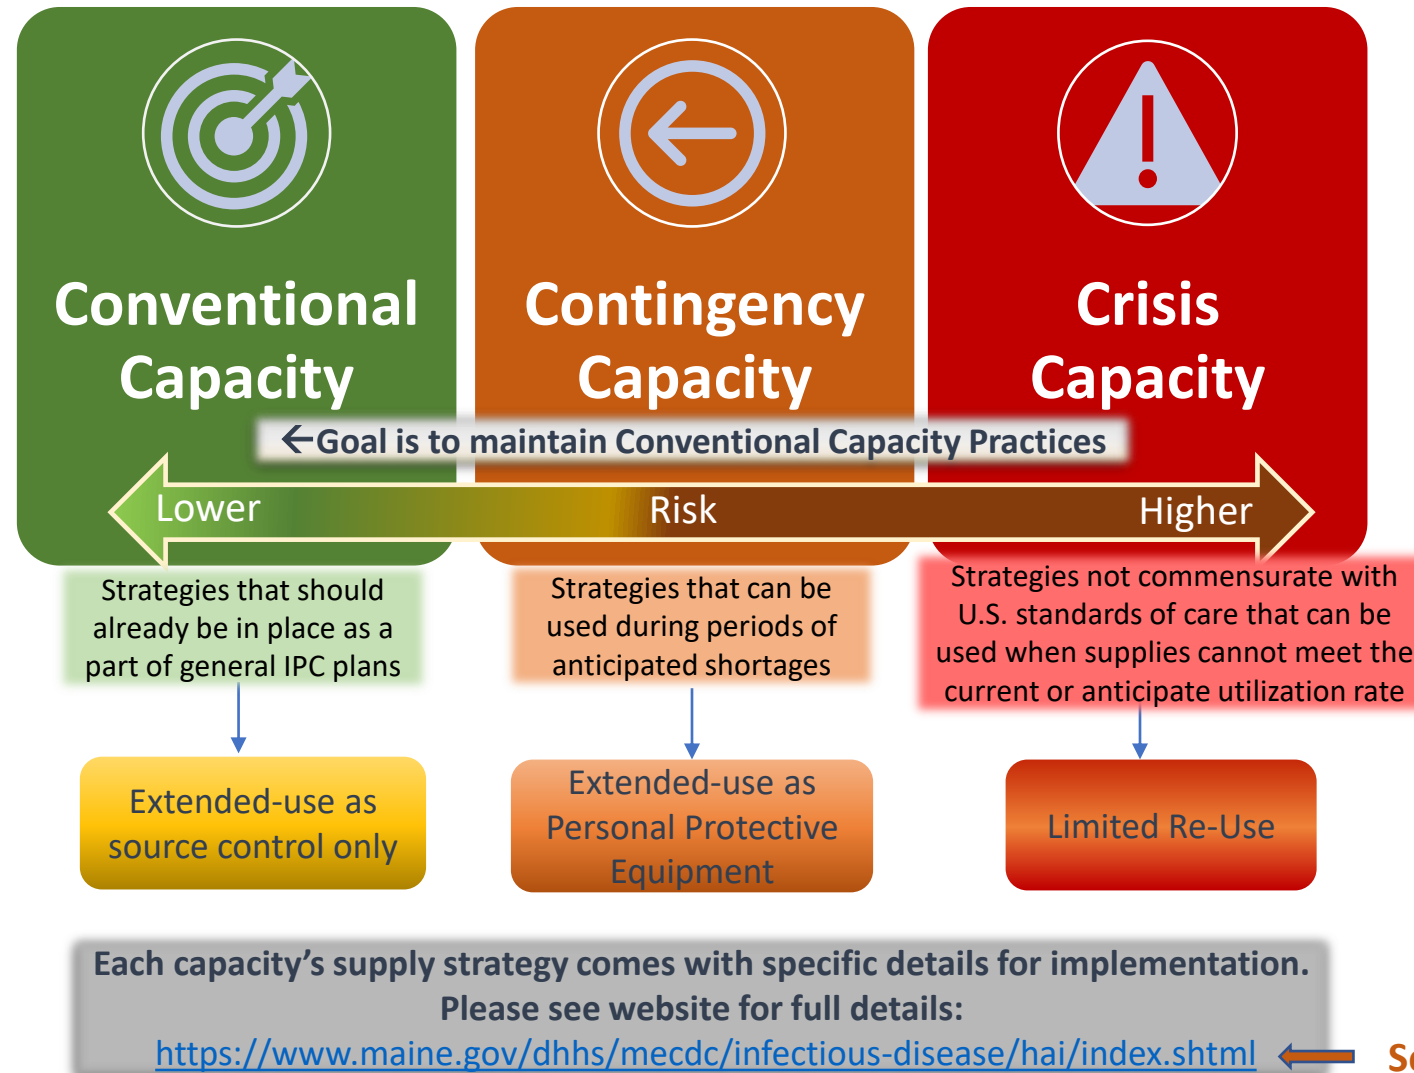 Conventional
Capacity
Contingency
Capacity
Crisis
Capacity
←Goal is to maintain Conventional Capacity Practices
Lower
Risk
Higher
Strategies that should
already be in place as a
part of general IPC plans
Strategies that can be
used during periods of
anticipated shortages
Strategies not commensurate with
U.S. standards of care that can be
used when supplies cannot meet the
current or anticipate utilization rate
Extended-use as
source control only
Extended-use as
Personal Protective
Equipment
Limited Re-Use
Each capacity's supply strategy comes with specific details for implementation.
Please see website for full details:
https://www.maine.gov/dhhs/mecdc/infectious-disease/hai/index.shtml